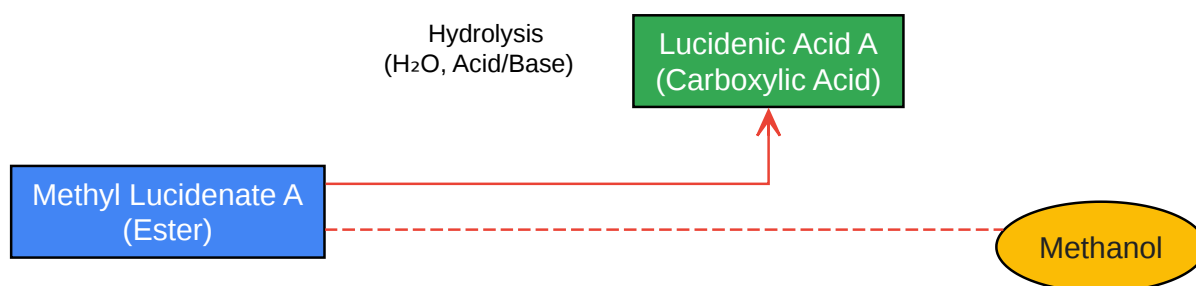 Hydrolysis
(H₂O, Acid/Base)
Lucidenic Acid A
(Carboxylic Acid)
Methyl Lucidenate A
(Ester)
Methanol